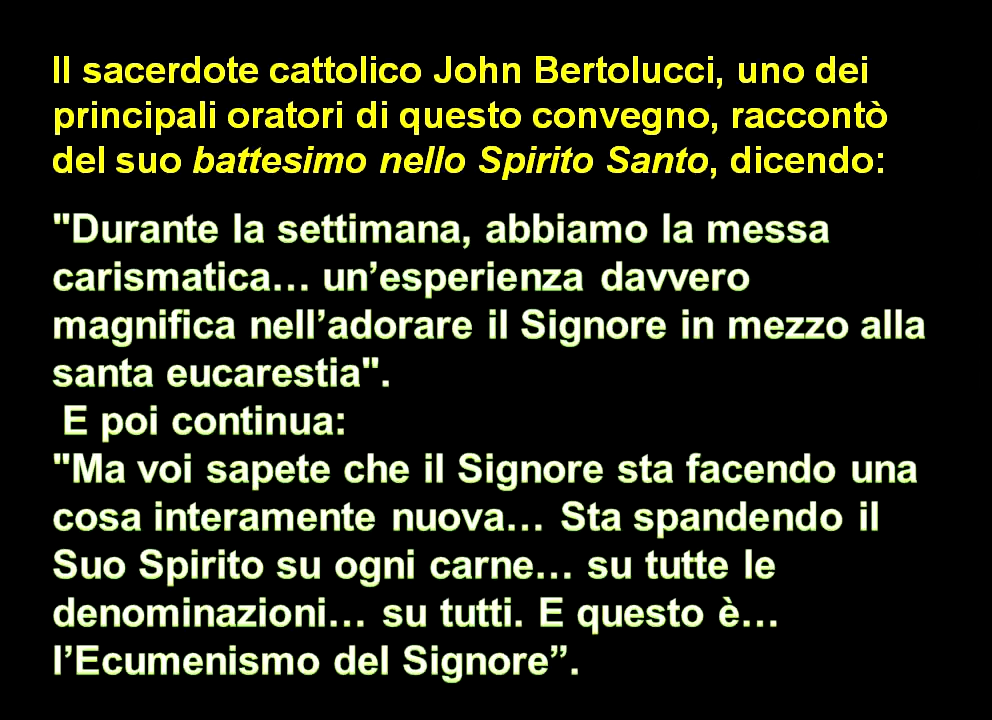 Il sacerdote cattolico John Bertolucci, uno dei
principali oratori di questo convegno, raccontò
del suo battesimo nello Spirito Santo, dicendo:
"Durante la settimana, abbiamo la messa
carismatica… un’esperienza davvero
magnifica nell’adorare il Signore in mezzo alla
santa eucarestia".
E poi continua:
"Ma voi sapete che il Signore sta facendo una
cosa interamente nuova… Sta spandendo il
Suo Spirito su ogni carne… su tutte le
denominazioni… su tutti. E questo è…
l’Ecumenismo del Signore”.